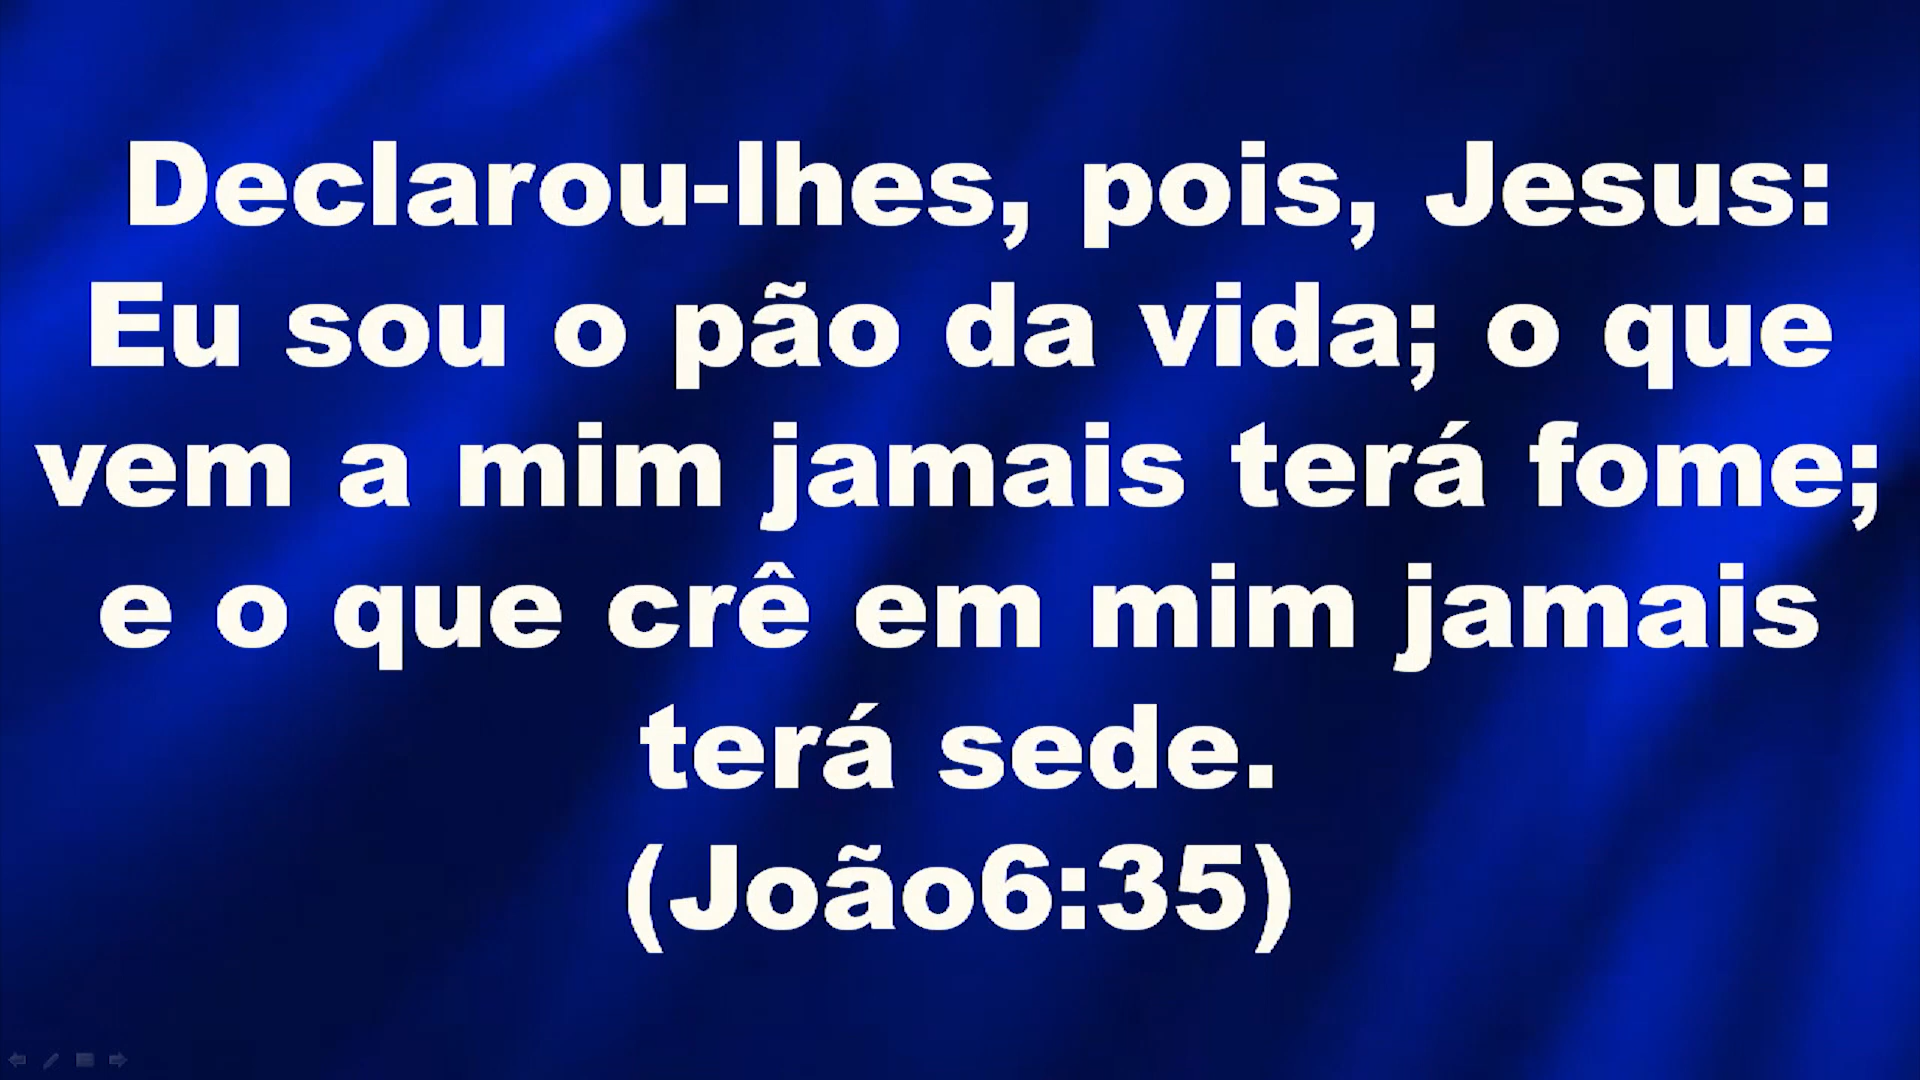 Declarou-lhes, pois, Jesus:
Eu sou o pão da vida; o que
vem a mim jamais terá fome;
e o que crê em mim jamais
terá sede.
(João6:35)